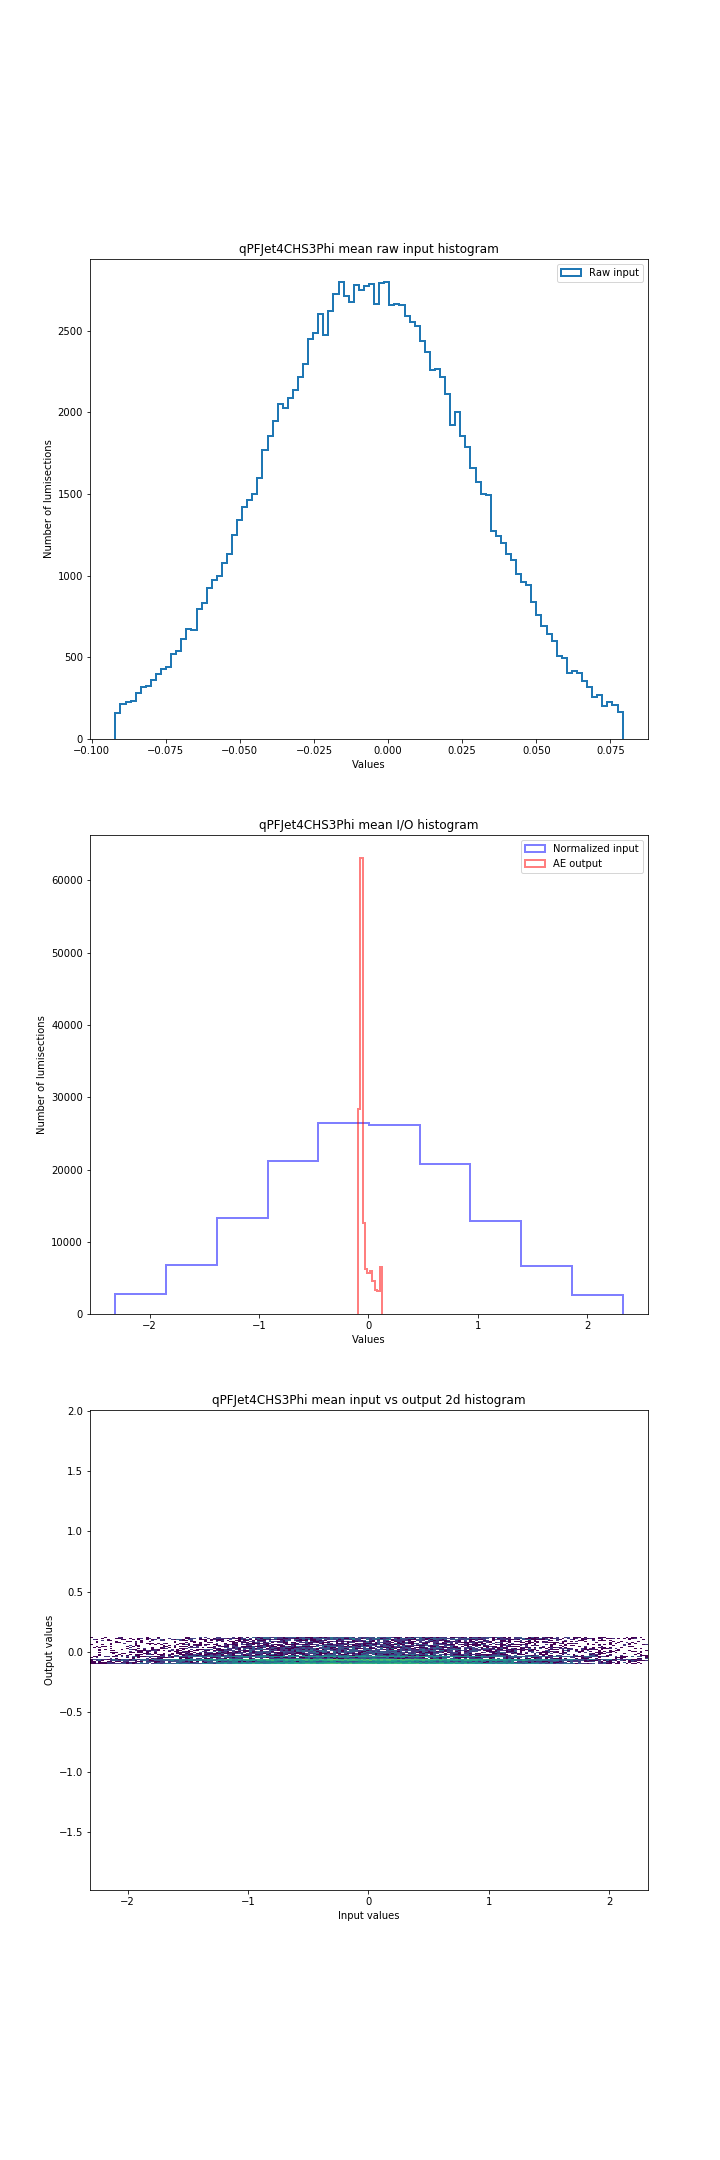 qPFJet4CHS3Phi mean raw input histogram
Raw input
Number of lumisections
2500
2000
1500
1000
500
0
−0.100 −0.075 −0.050 −0.025 0.000 0.025 0.050 0.075
Values
qPFJet4CHS3Phi mean I/O histogram
Normalized input
AE output
Number of lumisections
60000
50000
40000
30000
20000
10000
0
−2 −1 0 1 2
Values
qPFJet4CHS3Phi mean input vs output 2d histogram
Output values
2.0
1.5
1.0
0.5
0.0
−0.5
−1.0
−1.5
−2 −1 0 1 2
Input values